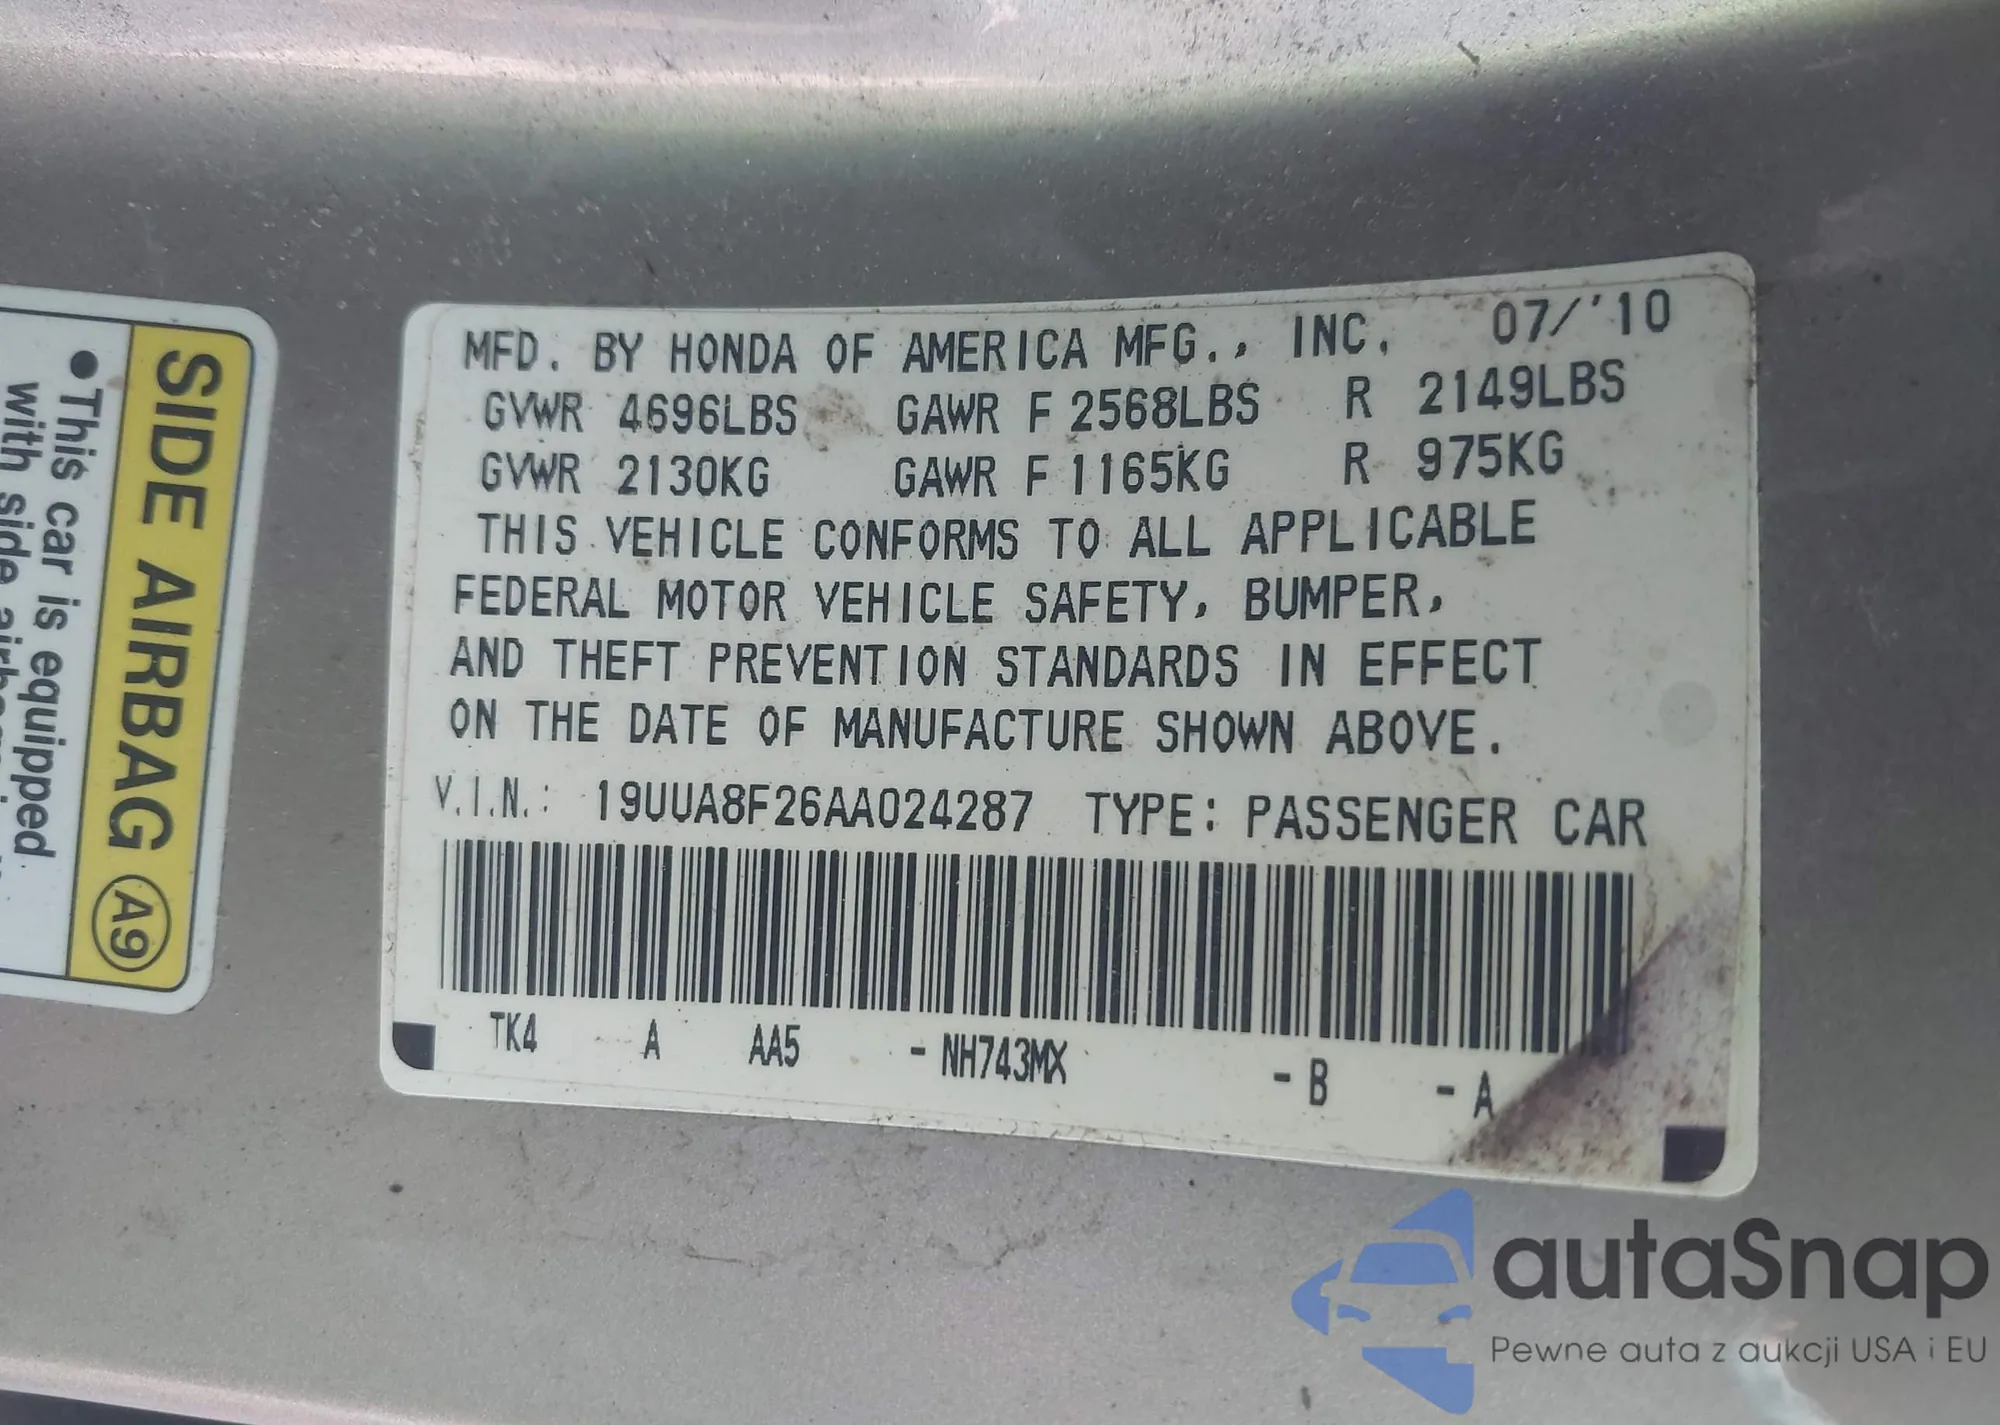 MFD. BY HONDA OF AMERICA MFG., INC. 07/'10
GVWR 4696LBS GAWR F 2568LBS R 2149LBS
GVWR 2130KG GAWR F 1165KG R 975KG
THIS VEHICLE CONFORMS TO ALL APPLICABLE
FEDERAL MOTOR VEHICLE SAFETY, BUMPER,
AND THEFT PREVENTION STANDARDS IN EFFECT
ON THE DATE OF MANUFACTURE SHOWN ABOVE.
V.I.N.: 19UUA8F26AA024287 TYPE: PASSENGER CAR
TK4 A AA5 - NH743MX - B - A
SIDE AIRBAG A9
● This car is equipped
with side
autaSnap
Pewne auta z aukcji USA i EU